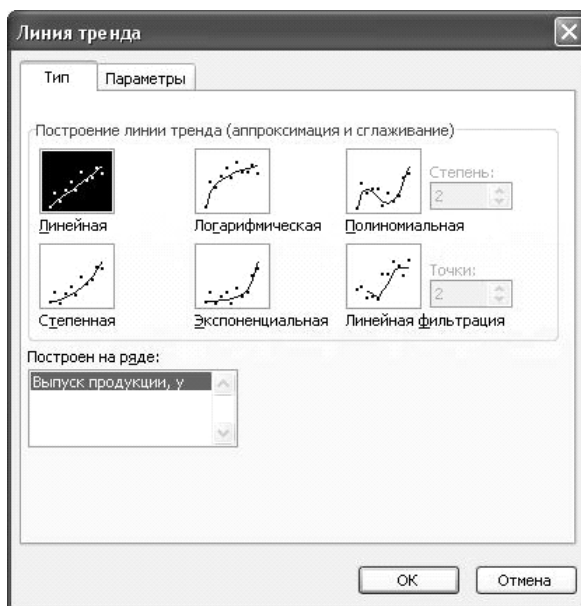 Линия тренда
Тип Параметры
Построение линии тренда (аппроксимация и сглаживание)
Степень:
2
Линейная Логарифмическая Полиномиальная
Точки:
2
Степенная Экспоненциальная Линейная фильтрация
Построен на ряде:
Выпуск продукции, у
ОК Отмена